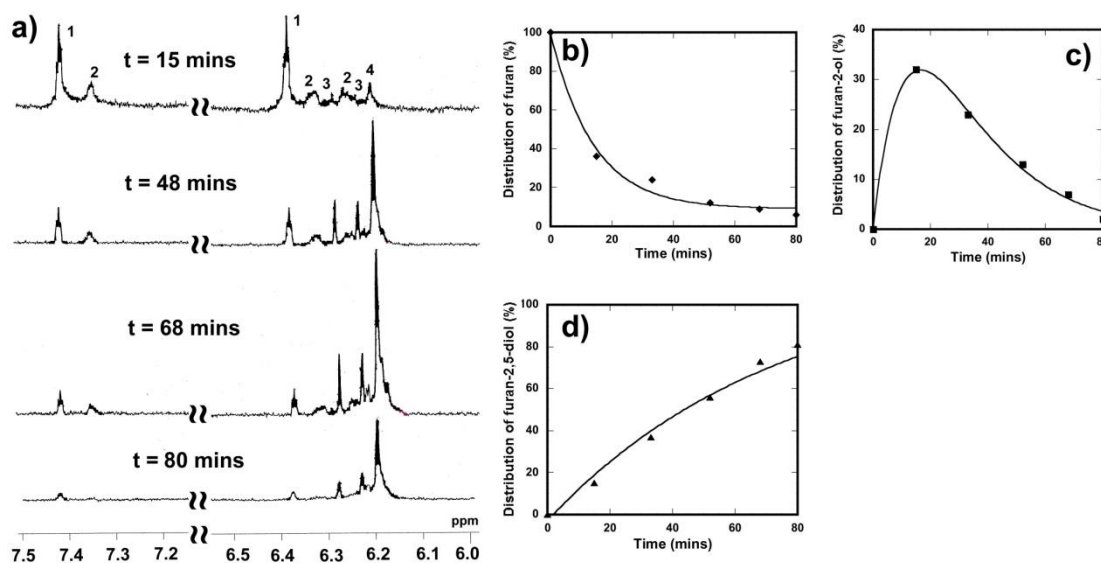 a)
1
1
t = 15 mins
2
2
3
2
3
4
t = 48 mins
t = 68 mins
t = 80 mins
ppm
7.5 7.4 7.3 7.2 6.5 6.4 6.3 6.2 6.1 6.0
b)
Distribution of furan (%)
100
80
60
40
20
0
0 20 40 60 80
Time (mins)
c)
Distribution of furan-2-ol (%)
40
30
20
10
0
0 20 40 60 80
Time (mins)
d)
Distribution of furan-2,5-diol (%)
100
80
60
40
20
0
0 20 40 60 80
Time (mins)